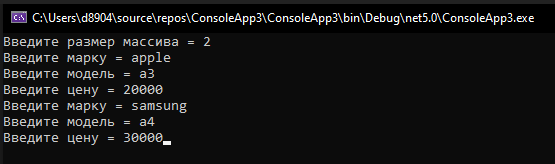 C:\Users\d8904\source\repos\ConsoleApp3\ConsoleApp3\bin\Debug\net5.0\ConsoleApp3.exe
Введите размер массива = 2
Введите марку = apple
Введите модель = a3
Введите цену = 20000
Введите марку = samsung
Введите модель = a4
Введите цену = 30000